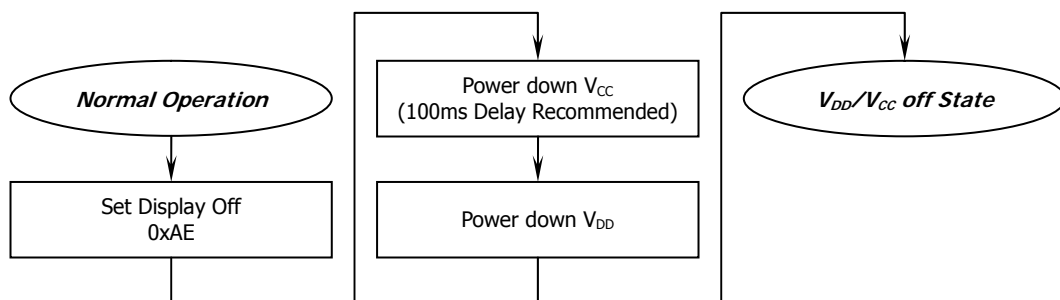 Normal Operation
Set Display Off
0xAE
Power down VCC
(100ms Delay Recommended)
Power down VDD
VDD/VCC off State